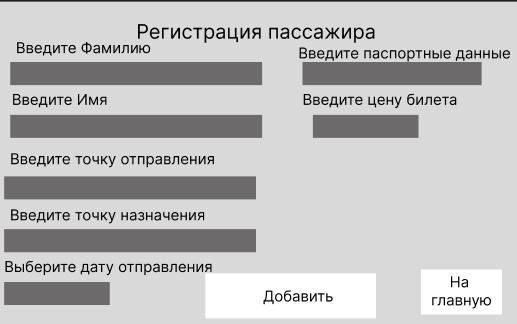 Регистрация пассажира
Введите Фамилию
Введите паспортные данные
Введите Имя
Введите цену билета
Введите точку отправления
Введите точку назначения
Выберите дату отправления
Добавить
На
главную